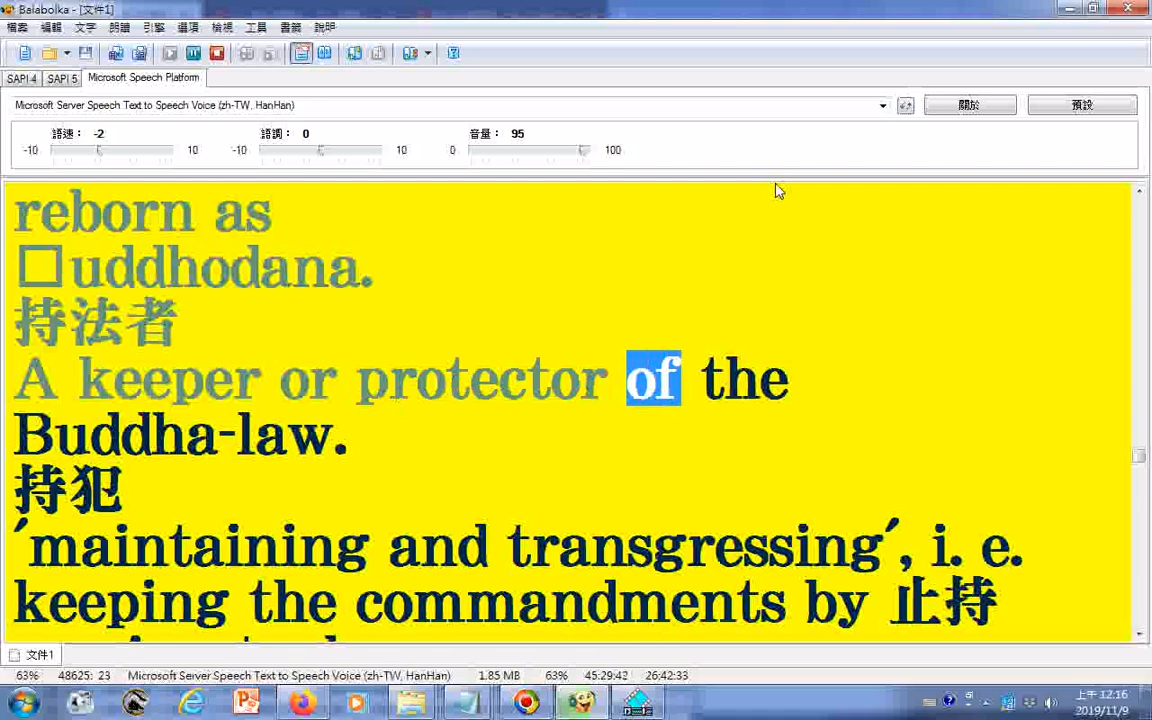 Balabolka - [文件1]
檔案 編輯 文字 朗讀 引擎 選項 檢視 工具 書籤 說明
SAPI 4 SAPI 5 Microsoft Speech Platform
Microsoft Server Speech Text to Speech Voice (zh-TW, HanHan) 關於 預設
語速： -2 語調： 0 音量： 95
-10 10 -10 10 0 100
reborn as
□uddhodana.
持法者
A keeper or protector of the
Buddha-law.
持犯
'maintaining and transgressing', i. e.
keeping the commandments by 止持
文件1
63% 48625: 23 Microsoft Server Speech Text to Speech Voice (zh-TW, HanHan) 1.85 MB 63% 45:29:42 26:42:33
上午 12:16
2019/11/9